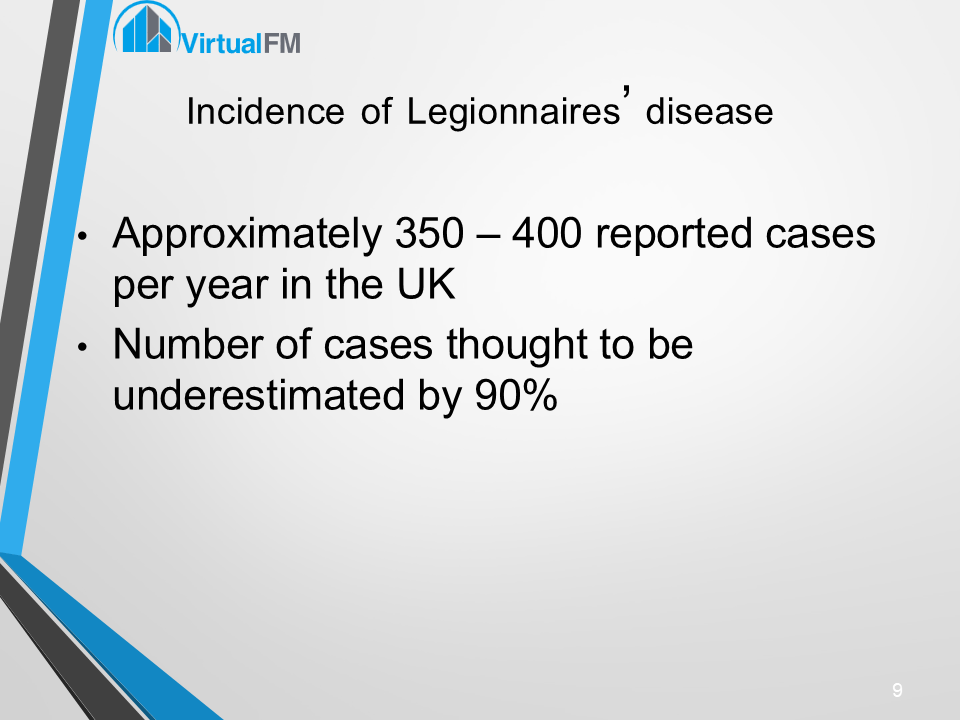 VirtualFM
Incidence of Legionnaires’ disease
• Approximately 350 – 400 reported cases
per year in the UK
• Number of cases thought to be
underestimated by 90%
9